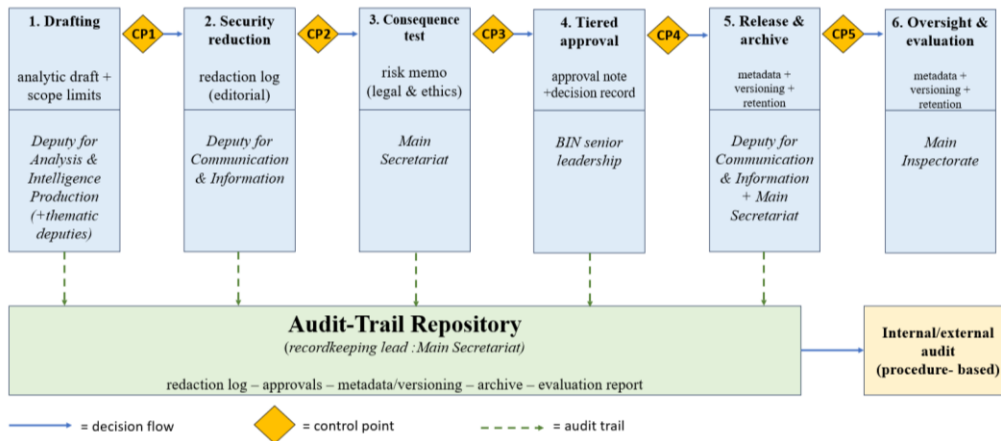 1. Drafting
analytic draft +
scope limits
Deputy for
Analysis &
Intelligence
Production
(+thematic
deputies)
CP1
2. Security
reduction
redaction log
(editorial)
Deputy for
Communication
& Information
CP2
3. Consequence
test
risk memo
(legal & ethics)
Main
Secretariat
CP3
4. Tiered
approval
approval note
+decision record
BIN senior
leadership
CP4
5. Release &
archive
metadata +
versioning +
retention
Deputy for
Communication
& Information
+ Main
Secretariat
CP5
6. Oversight &
evaluation
metadata +
versioning +
retention
Main
Inspectorate
Audit-Trail Repository
(recordkeeping lead :Main Secretariat)
redaction log – approvals – metadata/versioning – archive – evaluation report
Internal/external
audit
(procedure- based)
= decision flow
= control point
= audit trail